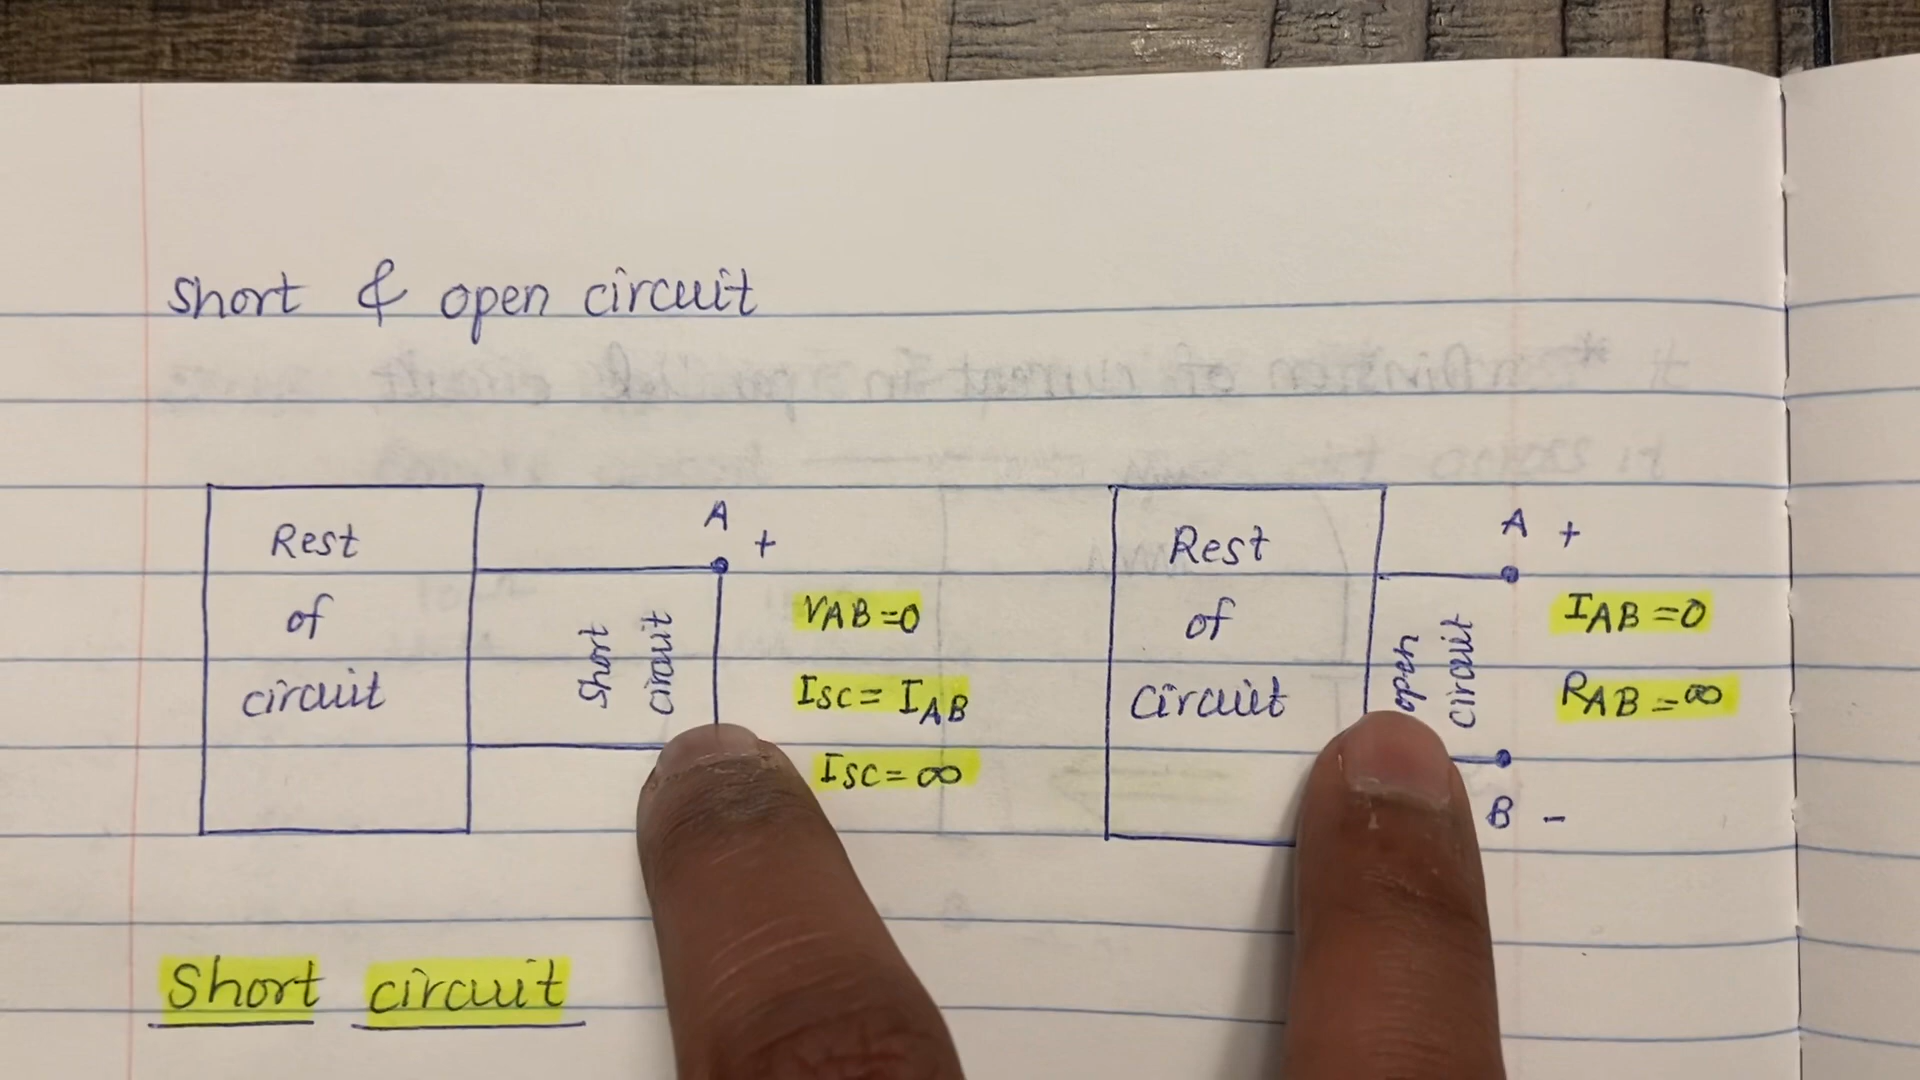 Short & open circuit
Rest
of
circuit
Short
circuit
A +
VAB=0
ISC= IAB
ISC=∞
Rest
of
circuit
open
circuit
A +
IAB=0
RAB=∞
B -
Short circuit